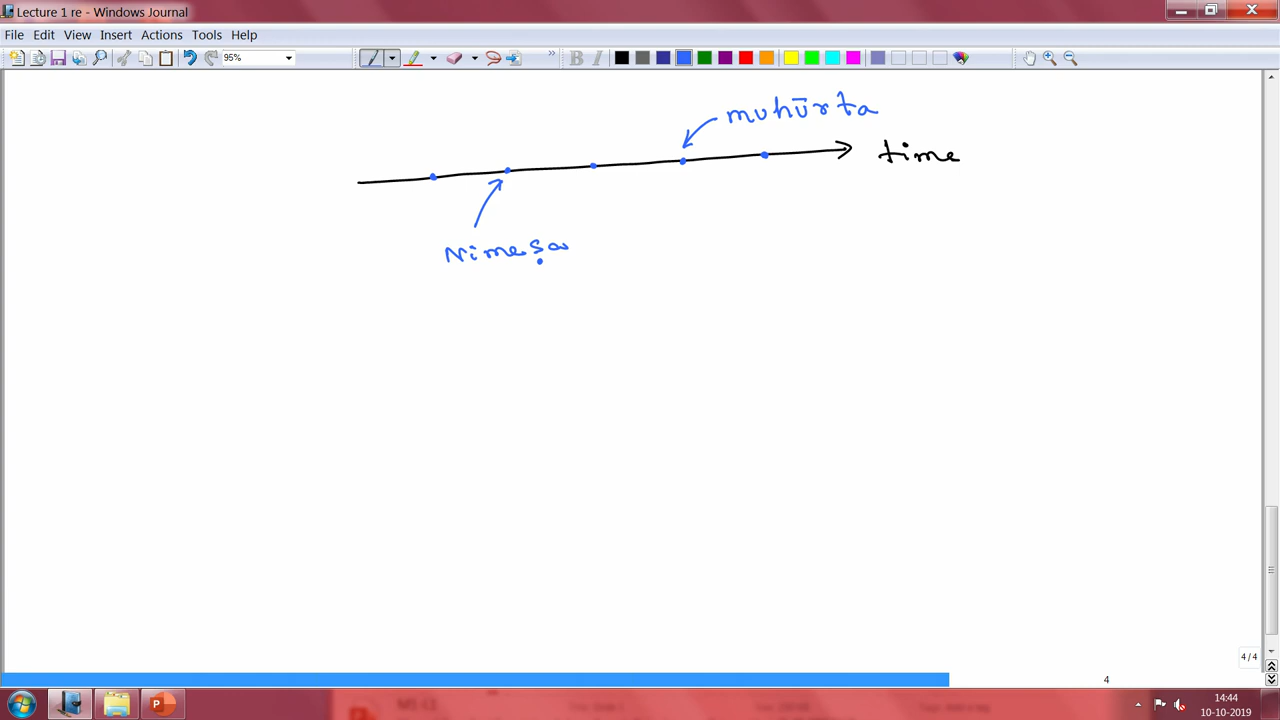 Lecture 1 re - Windows Journal
File Edit View Insert Actions Tools Help
95%
muhūrta
time
Nimeṣa
4 / 4
4
14:44
10-10-2019